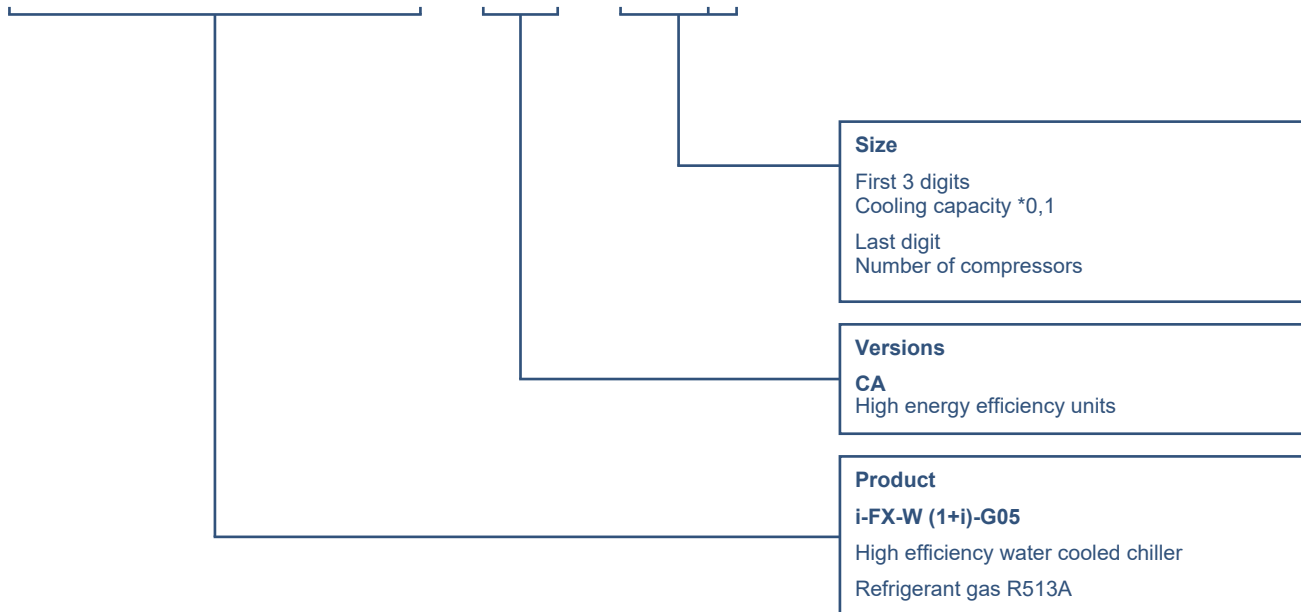 Size
First 3 digits
Cooling capacity *0,1
Last digit
Number of compressors
Versions
CA
High energy efficiency units
Product
i-FX-W (1+i)-G05
High efficiency water cooled chiller
Refrigerant gas R513A